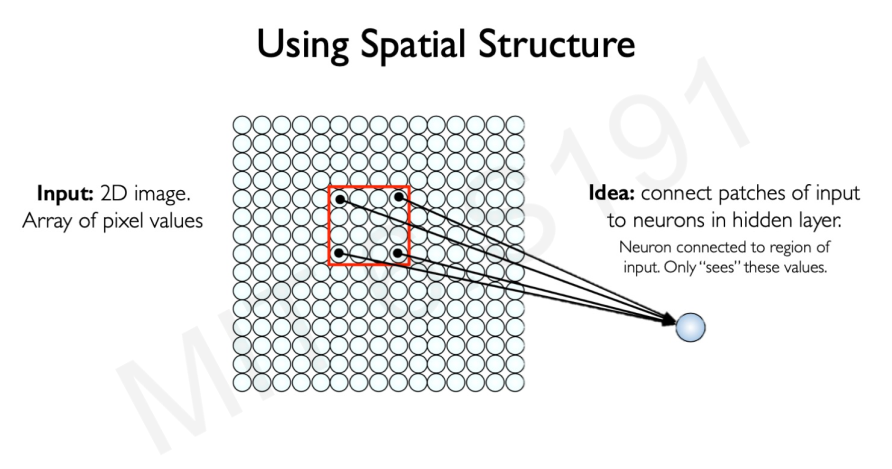 Using Spatial Structure
Input: 2D image.
Array of pixel values
Idea: connect patches of input
to neurons in hidden layer.
Neuron connected to region of
input. Only "sees" these values.